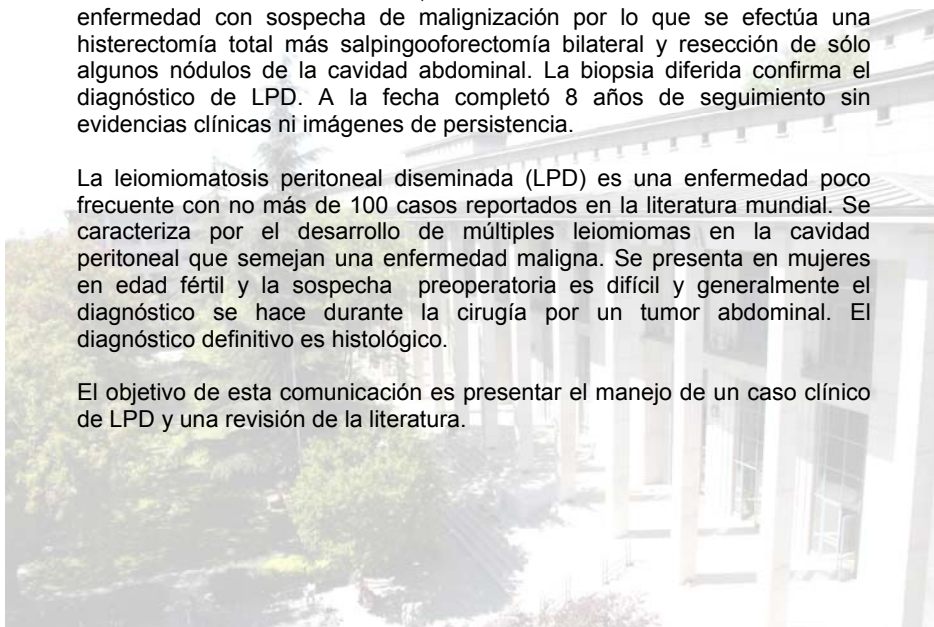 enfermedad con sospecha de malignización por lo que se efectúa una
histerectomía total más salpingooforectomía bilateral y resección de sólo
algunos nódulos de la cavidad abdominal. La biopsia diferida confirma el
diagnóstico de LPD. A la fecha completó 8 años de seguimiento sin
evidencias clínicas ni imágenes de persistencia.
La leiomiomatosis peritoneal diseminada (LPD) es una enfermedad poco
frecuente con no más de 100 casos reportados en la literatura mundial. Se
caracteriza por el desarrollo de múltiples leiomiomas en la cavidad
peritoneal que semejan una enfermedad maligna. Se presenta en mujeres
en edad fértil y la sospecha preoperatoria es difícil y generalmente el
diagnóstico se hace durante la cirugía por un tumor abdominal. El
diagnóstico definitivo es histológico.
El objetivo de esta comunicación es presentar el manejo de un caso clínico
de LPD y una revisión de la literatura.